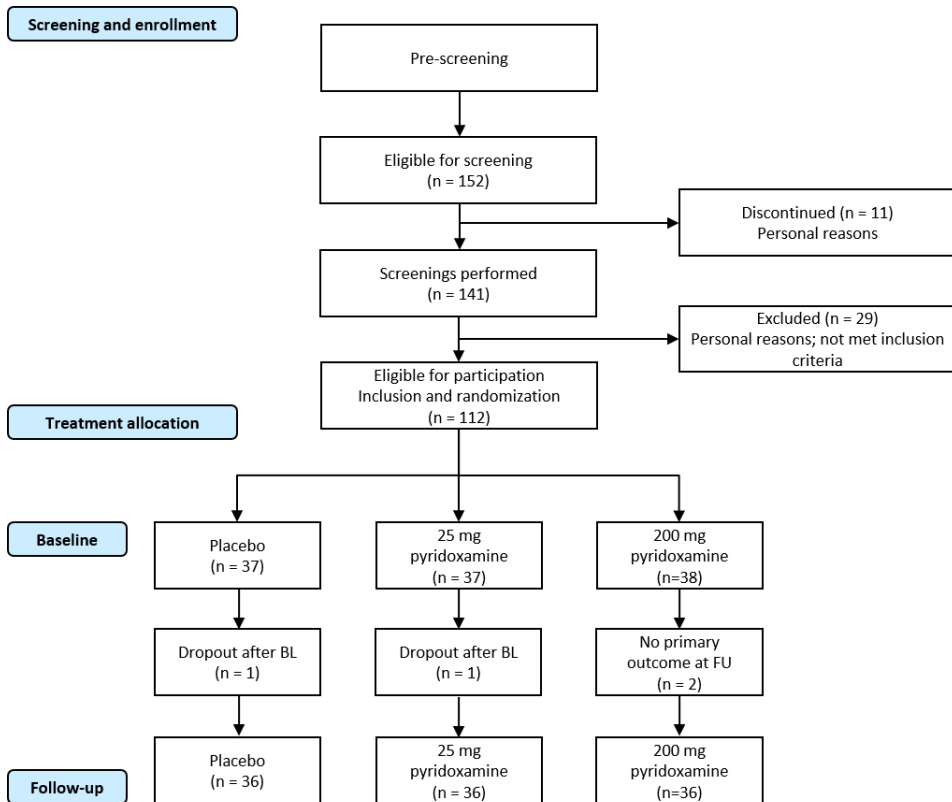 Screening and enrollment
Pre-screening
Eligible for screening
(n = 152)
Discontinued (n = 11)
Personal reasons
Screenings performed
(n = 141)
Excluded (n = 29)
Personal reasons; not met inclusion
criteria
Eligible for participation
Inclusion and randomization
(n = 112)
Treatment allocation
Baseline
Placebo
(n = 37)
25 mg
pyridoxamine
(n = 37)
200 mg
pyridoxamine
(n=38)
Dropout after BL
(n = 1)
Dropout after BL
(n = 1)
No primary
outcome at FU
(n = 2)
Follow-up
Placebo
(n = 36)
25 mg
pyridoxamine
(n = 36)
200 mg
pyridoxamine
(n=36)